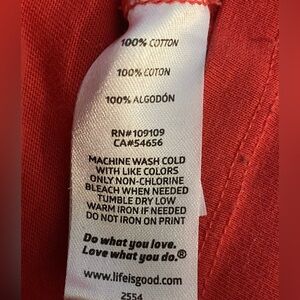 100% COTTON
100% COTON
100% ALGODÓN
RN#109109
CA#54656
MACHINE WASH COLD
WITH LIKE COLORS
ONLY NON-CHLORINE
BLEACH WHEN NEEDED
TUMBLE DRY LOW
WARM IRON IF NEEDED
DO NOT IRON ON PRINT
Do what you love.
Love what you do.®
www.lifeisgood.com
2554